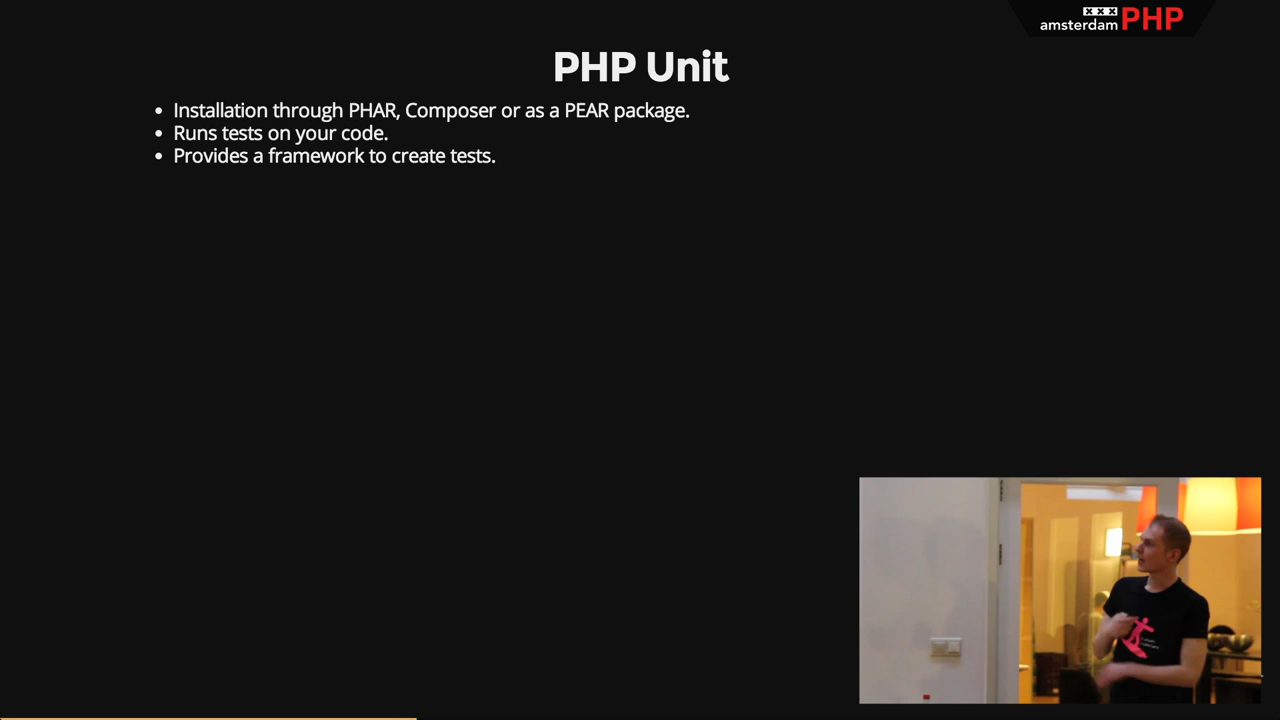 xxx
amsterdam PHP
PHP Unit
• Installation through PHAR, Composer or as a PEAR package.
• Runs tests on your code.
• Provides a framework to create tests.